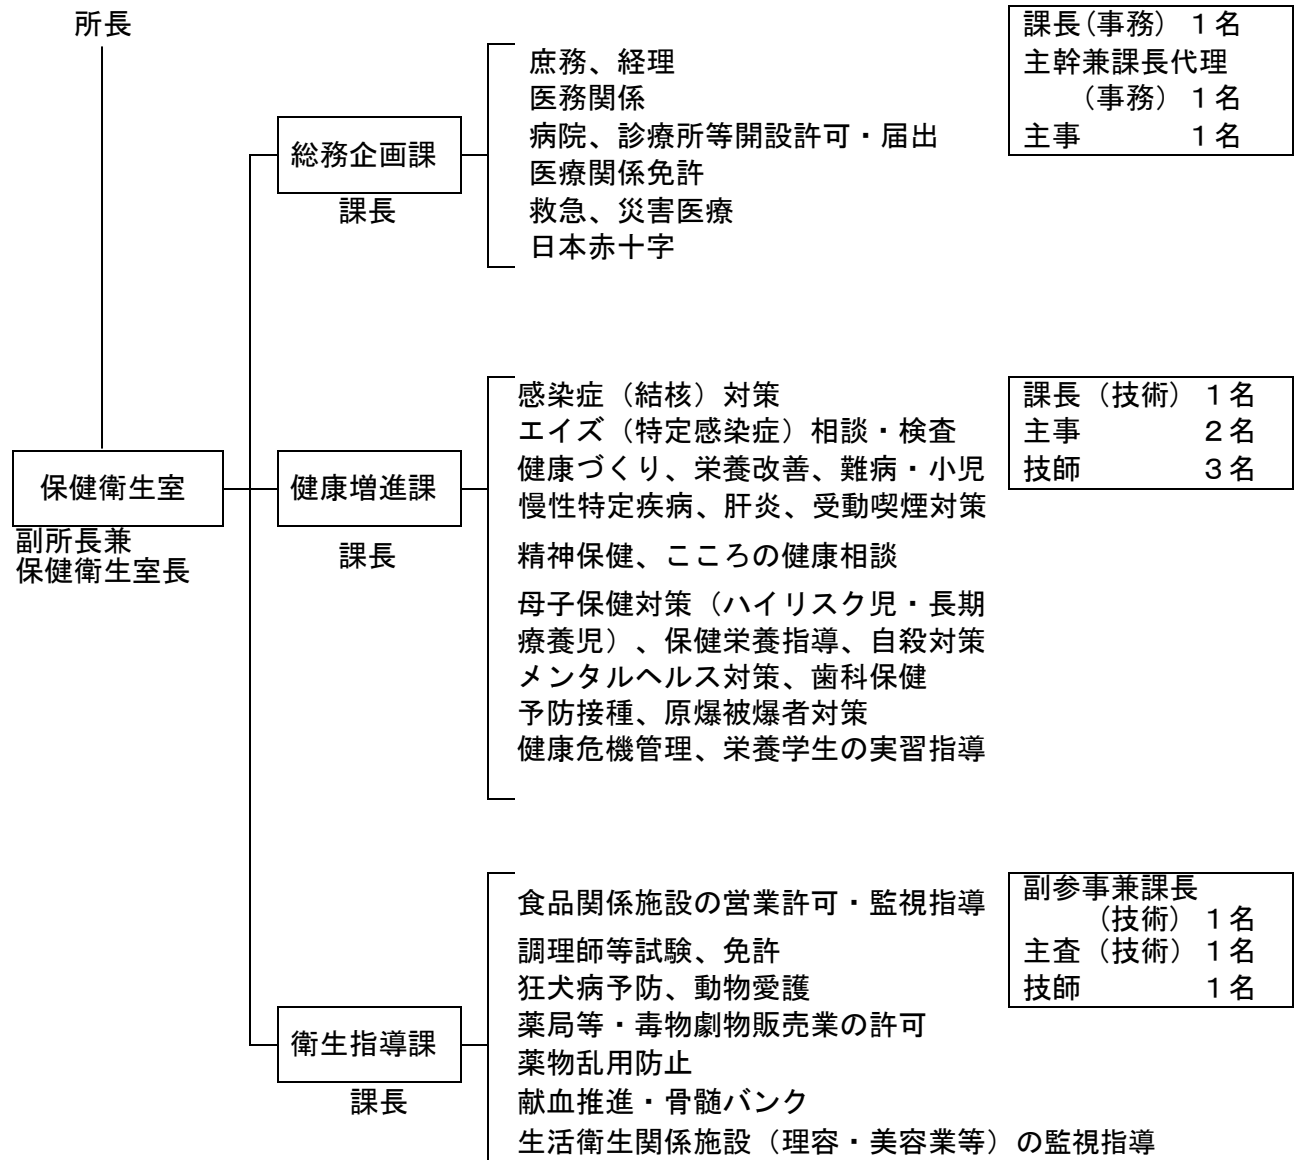 所長
課長(事務) 1名
主幹兼課長代理
(事務) 1名
主事 1名
総務企画課
課長
庶務、経理
医務関係
病院、診療所等開設許可・届出
医療関係免許
救急、災害医療
日本赤十字
保健衛生室
副所長兼
保健衛生室長
健康増進課
課長
感染症(結核)対策
エイズ(特定感染症)相談・検査
健康づくり、栄養改善、難病・小児
慢性特定疾病、肝炎、受動喫煙対策
精神保健、こころの健康相談
母子保健対策(ハイリスク児・長期
療養児)、保健栄養指導、自殺対策
メンタルヘルス対策、歯科保健
予防接種、原爆被爆者対策
健康危機管理、栄養学生の実習指導
課長(技術) 1名
主事 2名
技師 3名
衛生指導課
課長
食品関係施設の営業許可・監視指導
調理師等試験、免許
狂犬病予防、動物愛護
薬局等・毒物劇物販売業の許可
薬物乱用防止
献血推進・骨髄バンク
生活衛生関係施設(理容・美容業等)の監視指導
副参事兼課長
(技術) 1名
主査(技術) 1名
技師 1名